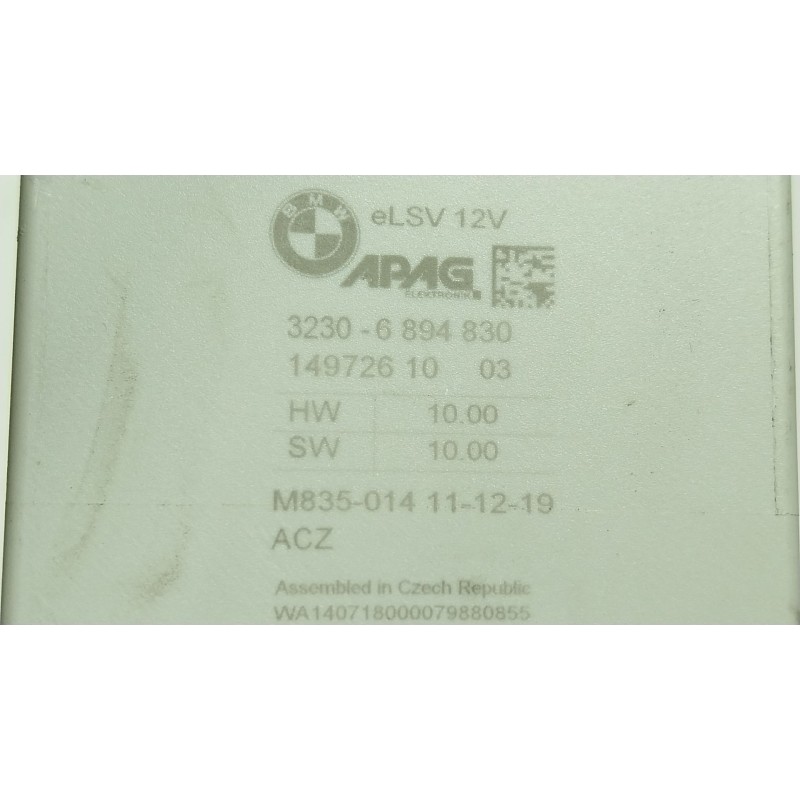 BMW
eLSV 12V
APAG
ELEKTRONIK
3230 - 6 894 830
149726 10 03
HW 10.00
SW 10.00
M835-014 11-12-19
ACZ
Assembled in Czech Republic
WA140718000079880855